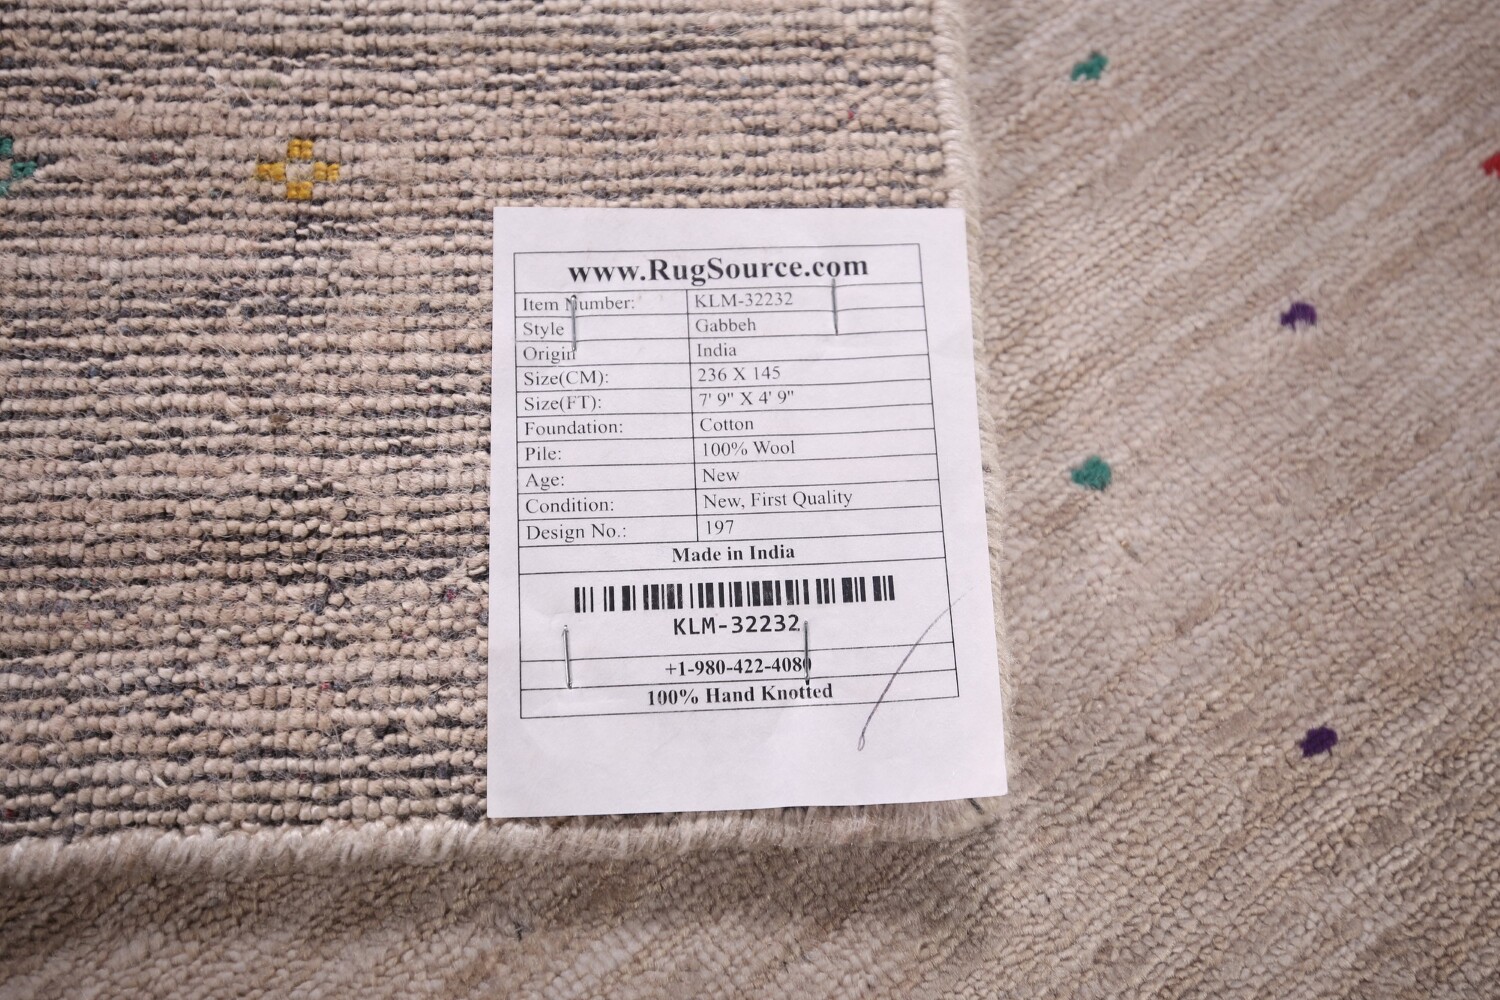 www.RugSource.com
Item Number: KLM-32232
Style Gabbeh
Origin India
Size(CM): 236 X 145
Size(FT): 7' 9" X 4' 9"
Foundation: Cotton
Pile: 100% Wool
Age: New
Condition: New, First Quality
Design No.: 197
Made in India
KLM-32232
+1-980-422-4080
100% Hand Knotted